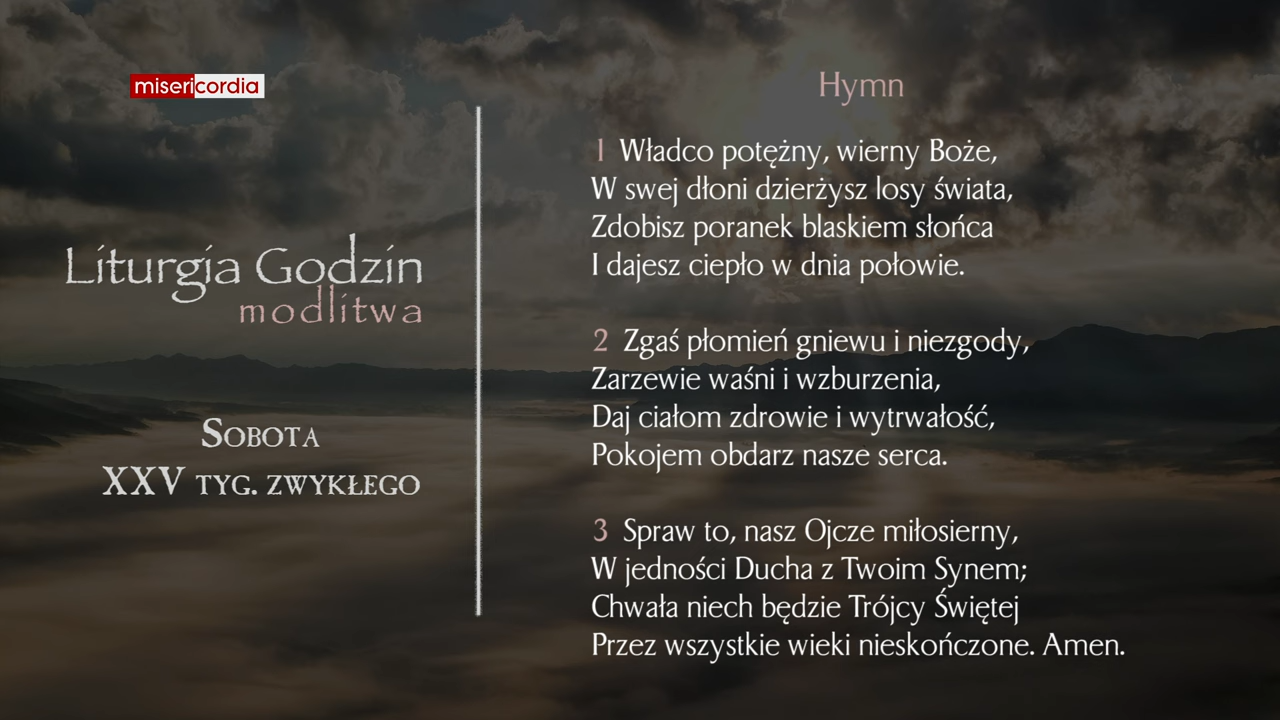 misericordia
Liturgia Godzin
modlitwa
Sobota
XXV tyg. zwykłego
Hymn
1 Władco potężny, wierny Boże,
W swej dłoni dzierżysz losy świata,
Zdobisz poranek blaskiem słońca
I dajesz ciepło w dnia połowie.
2 Zgaś płomień gniewu i niezgody,
Zarzewie waśni i wzburzenia,
Daj ciałom zdrowie i wytrwałość,
Pokojem obdarz nasze serca.
3 Spraw to, nasz Ojcze miłosierny,
W jedności Ducha z Twoim Synem;
Chwała niech będzie Trójcy Świętej
Przez wszystkie wieki nieskończone. Amen.